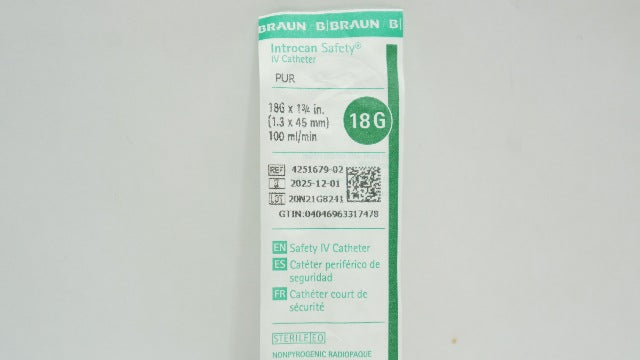 BRAUN B|BRAUN B|
Introcan Safety®
IV Catheter
PUR
18G x 1¾ in.
(1.3 x 45 mm)
100 ml/min
18G
REF 4251679-02
2025-12-01
LOT 20N21G8241
GTIN:04046963317478
EN Safety IV Catheter
ES Catéter periférico de
seguridad
FR Cathéter court de
sécurité
STERILE EO
NONPYROGENIC RADIOPAQUE